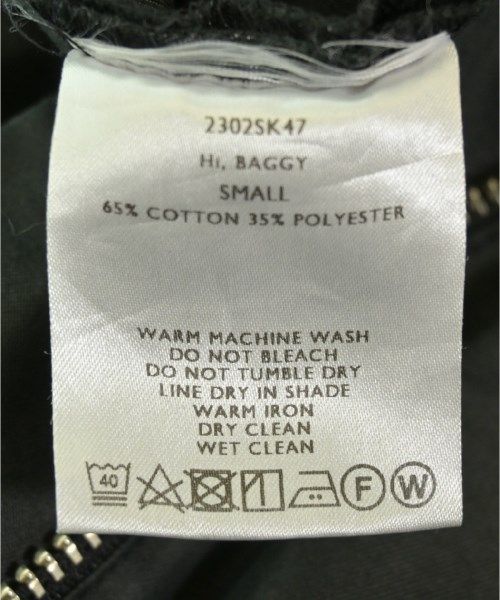 2302SK47
HI, BAGGY
SMALL
65% COTTON 35% POLYESTER
WARM MACHINE WASH
DO NOT BLEACH
DO NOT TUMBLE DRY
LINE DRY IN SHADE
WARM IRON
DRY CLEAN
WET CLEAN
40 F W